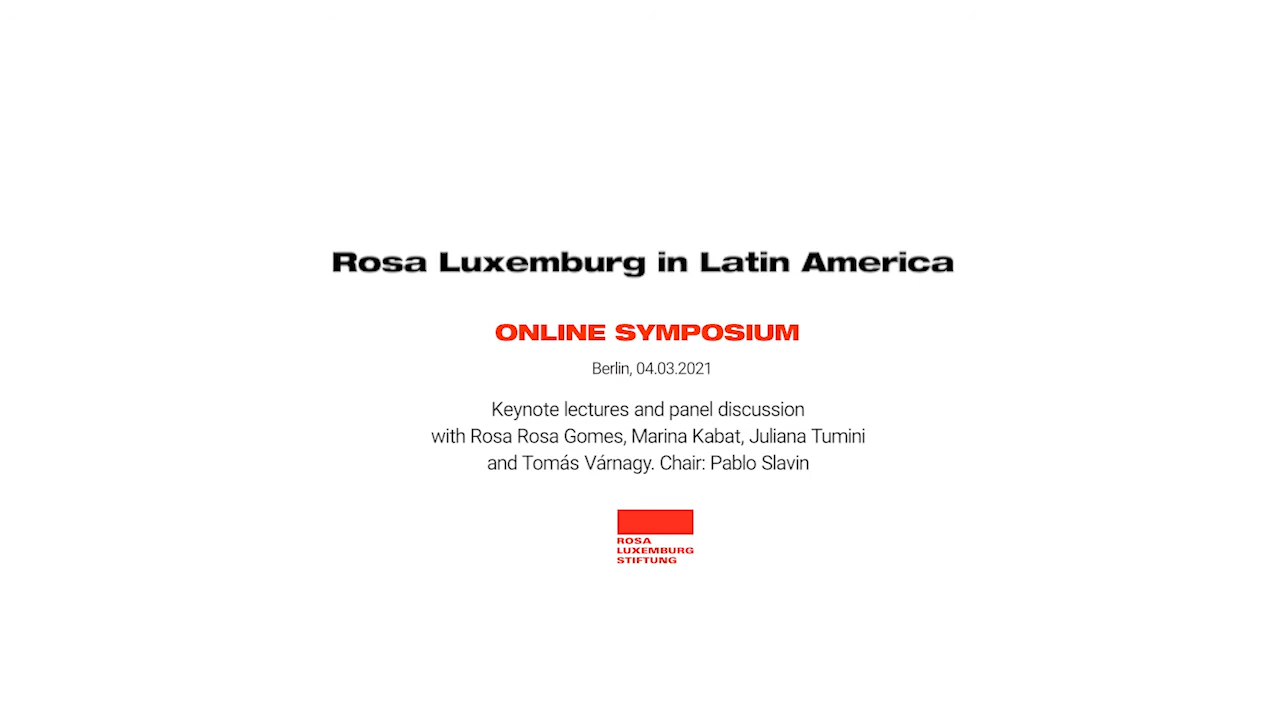 Rosa Luxemburg in Latin America
ONLINE SYMPOSIUM
Berlin, 04.03.2021
Keynote lectures and panel discussion
with Rosa Rosa Gomes, Marina Kabat, Juliana Tumini
and Tomás Várnagy. Chair: Pablo Slavin
ROSA
LUXEMBURG
STIFTUNG